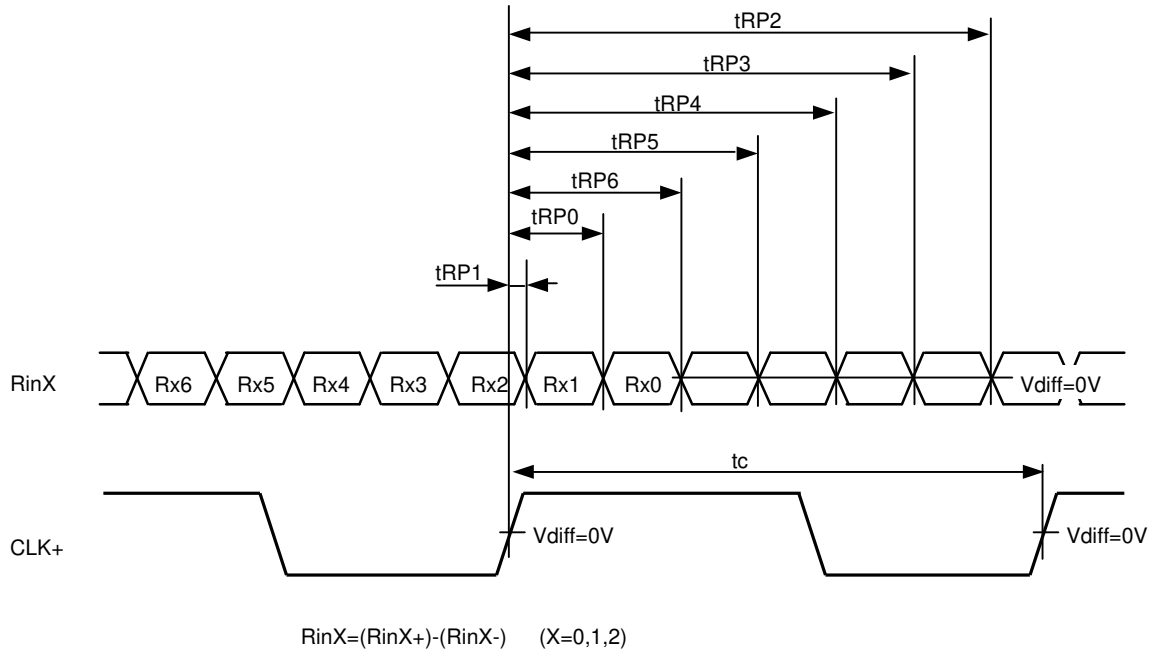 tRP2
tRP3
tRP4
tRP5
tRP6
tRP0
tRP1
RinX Rx6 Rx5 Rx4 Rx3 Rx2 Rx1 Rx0 Vdiff=0V
tc
CLK+ Vdiff=0V Vdiff=0V
RinX=(RinX+)-(RinX-) (X=0,1,2)